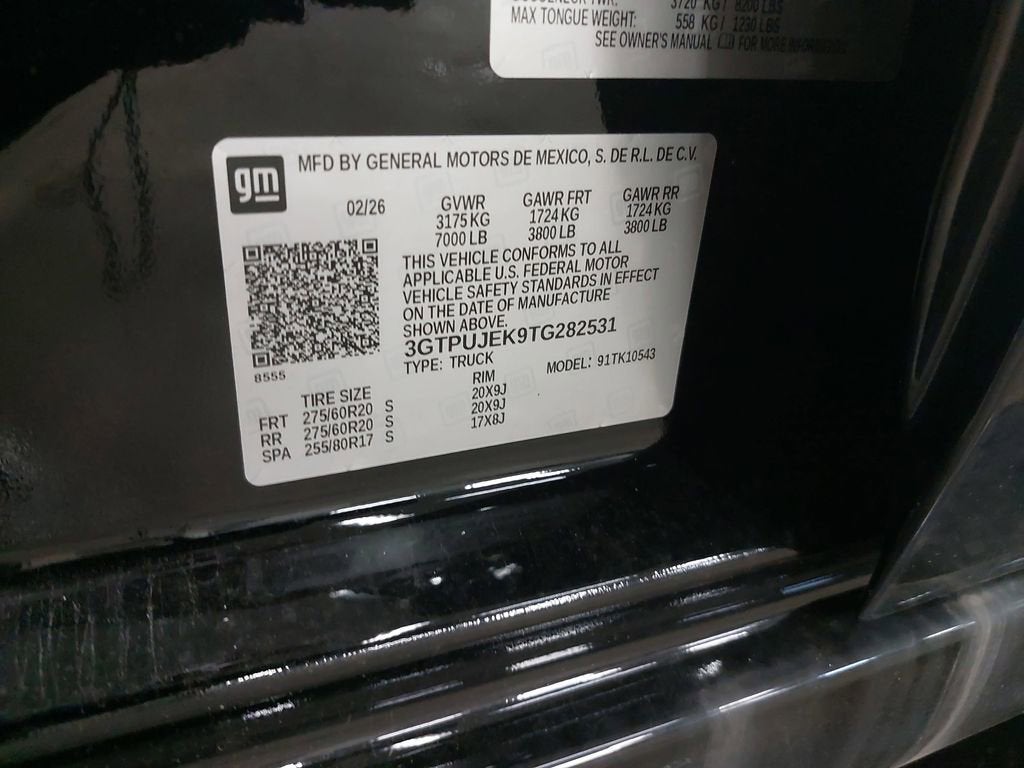 3720 KG / 8200 LBS
MAX TONGUE WEIGHT: 558 KG / 1230 LBS
SEE OWNER'S MANUAL FOR MORE INFORMATION
gm
MFD BY GENERAL MOTORS DE MEXICO, S. DE R.L. DE C.V.
02/26
GVWR GAWR FRT GAWR RR
3175 KG 1724 KG 1724 KG
7000 LB 3800 LB 3800 LB
THIS VEHICLE CONFORMS TO ALL
APPLICABLE U.S. FEDERAL MOTOR
VEHICLE SAFETY STANDARDS IN EFFECT
ON THE DATE OF MANUFACTURE
SHOWN ABOVE.
3GTPUJEK9TG282531
TYPE: TRUCK MODEL: 91TK10543
8555
TIRE SIZE RIM
FRT 275/60R20 S 20X9J
RR 275/60R20 S 20X9J
SPA 255/80R17 S 17X8J